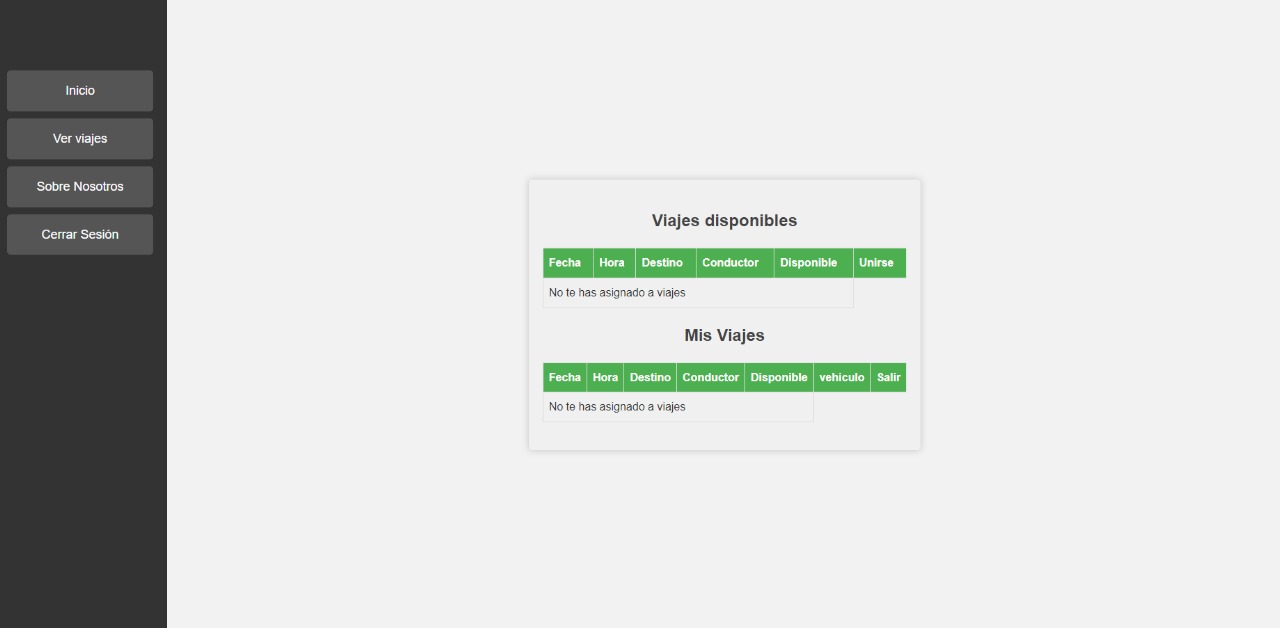 Inicio
Ver viajes
Sobre Nosotros
Cerrar Sesión
Viajes disponibles
Fecha Hora Destino Conductor Disponible Unirse
No te has asignado a viajes
Mis Viajes
Fecha Hora Destino Conductor Disponible vehiculo Salir
No te has asignado a viajes